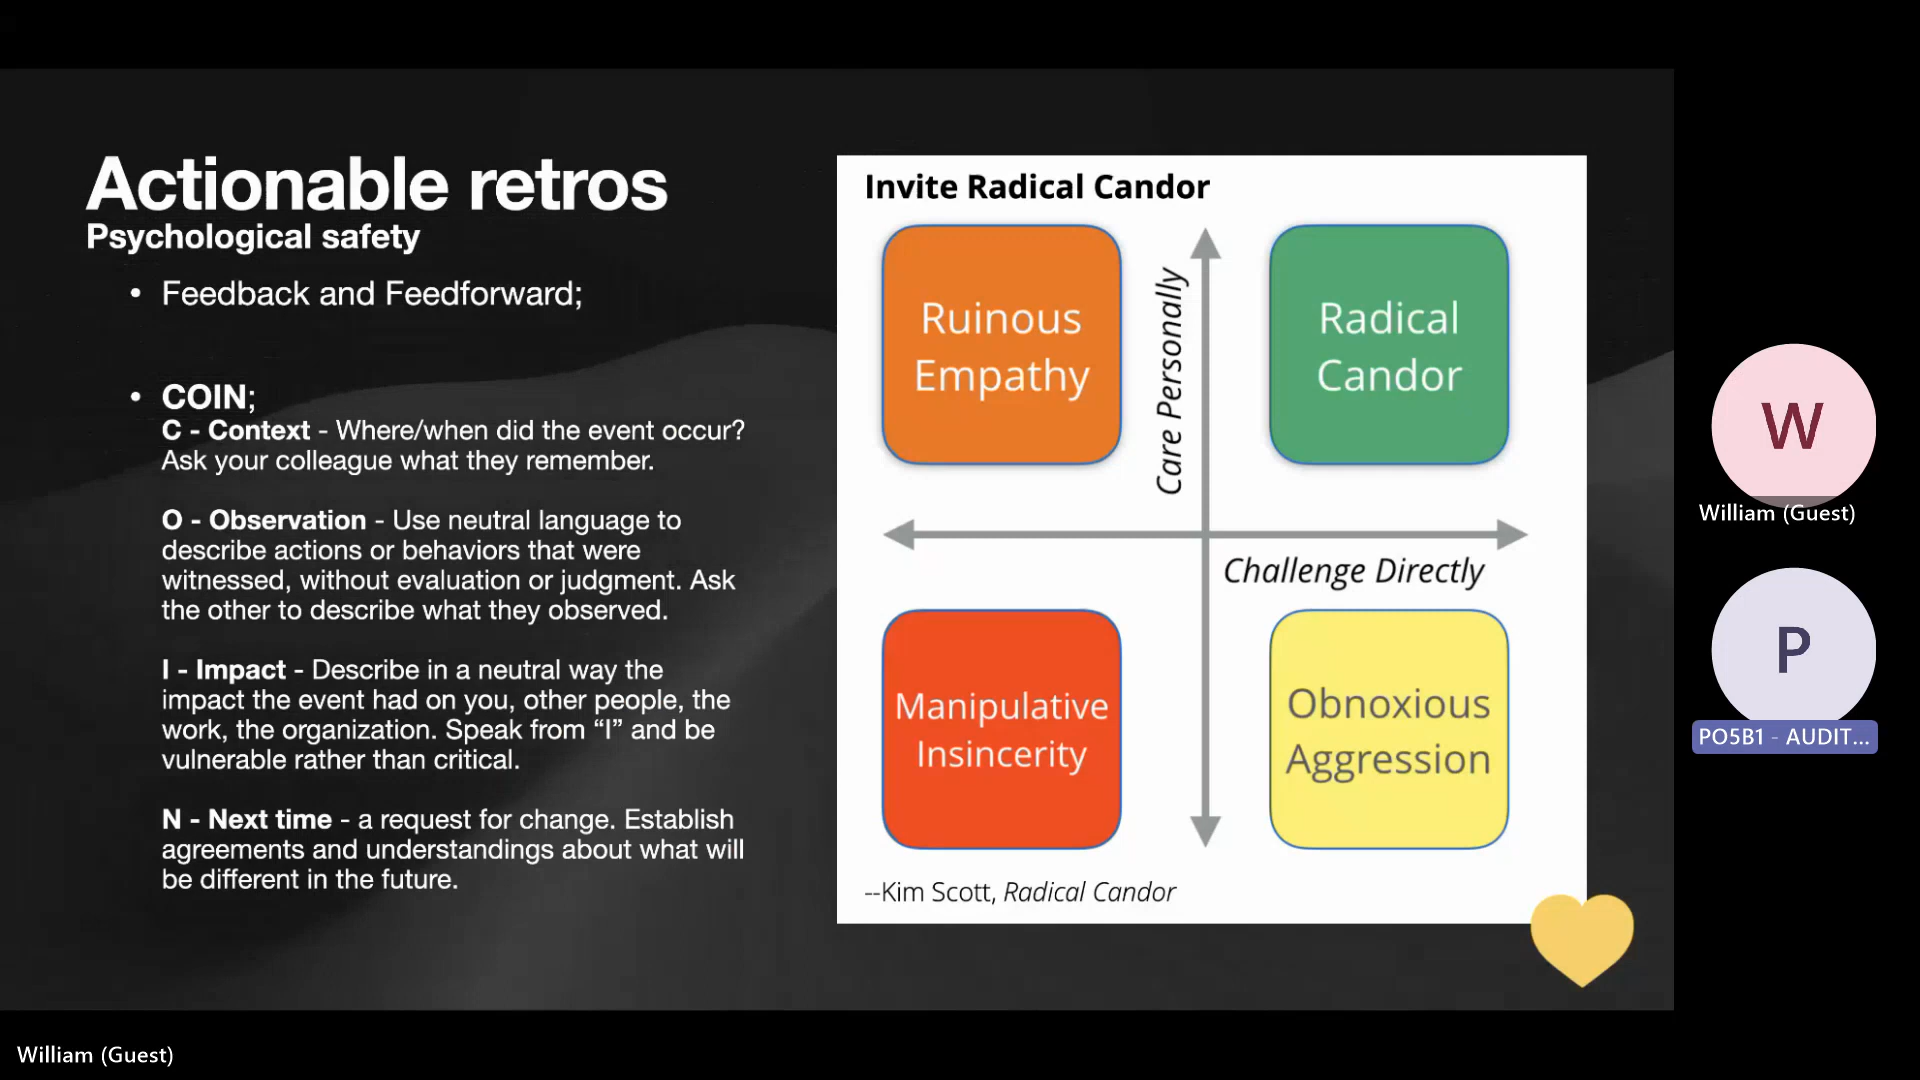 Actionable retros
Psychological safety
• Feedback and Feedforward;
• COIN;
C - Context - Where/when did the event occur?
Ask your colleague what they remember.
O - Observation - Use neutral language to
describe actions or behaviors that were
witnessed, without evaluation or judgment. Ask
the other to describe what they observed.
I - Impact - Describe in a neutral way the
impact the event had on you, other people, the
work, the organization. Speak from “I” and be
vulnerable rather than critical.
N - Next time - a request for change. Establish
agreements and understandings about what will
be different in the future.
Invite Radical Candor
Ruinous
Empathy
Care Personally
Radical
Candor
Challenge Directly
Manipulative
Insincerity
Obnoxious
Aggression
--Kim Scott, Radical Candor
W
William (Guest)
P
PO5B1 - AUDIT...
William (Guest)